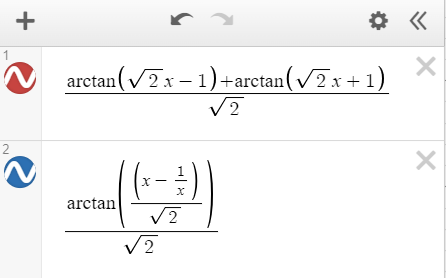 1
arctan(√2 x − 1)+arctan(√2 x + 1)
√2
2
arctan(((x − 1/x)/√2))
√2